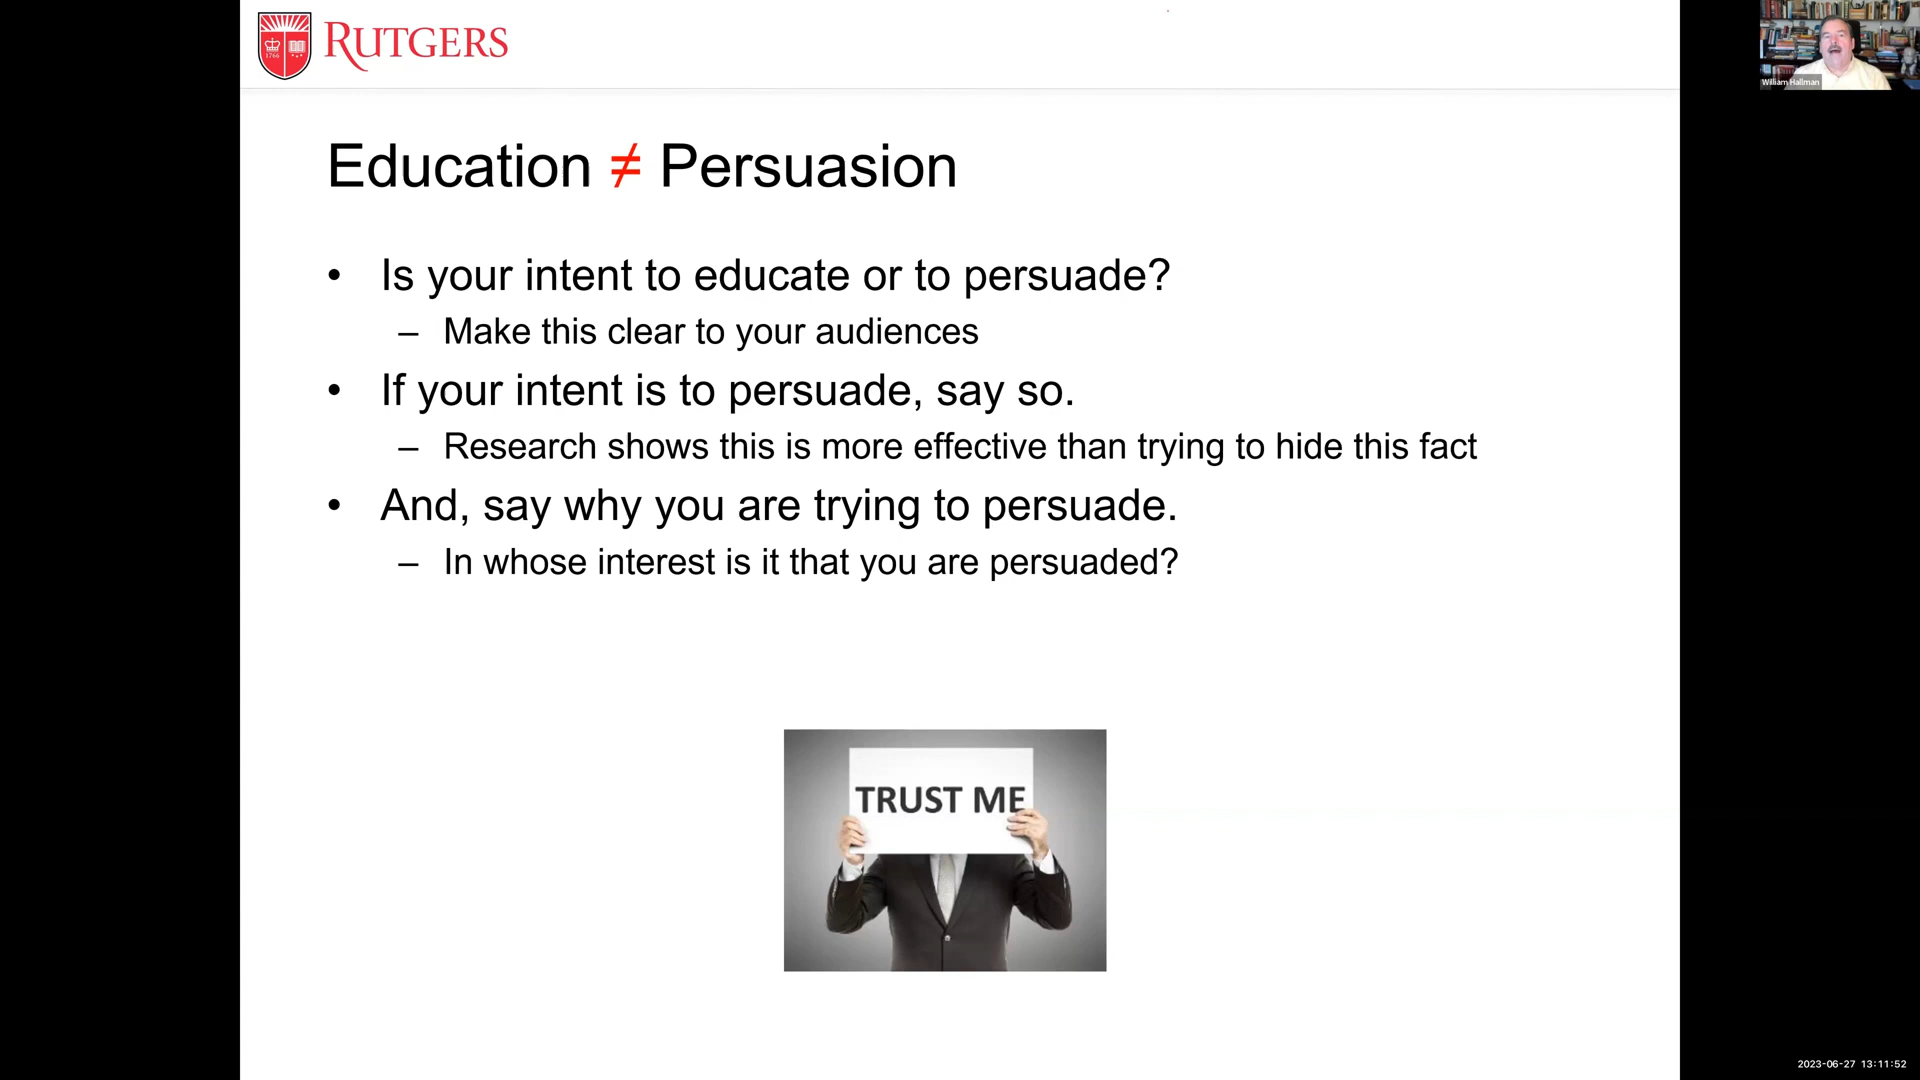 RUTGERS
1766
William Hallman
Education ≠ Persuasion
• Is your intent to educate or to persuade?
– Make this clear to your audiences
• If your intent is to persuade, say so.
– Research shows this is more effective than trying to hide this fact
• And, say why you are trying to persuade.
– In whose interest is it that you are persuaded?
TRUST ME
2023-06-27 13:11:52